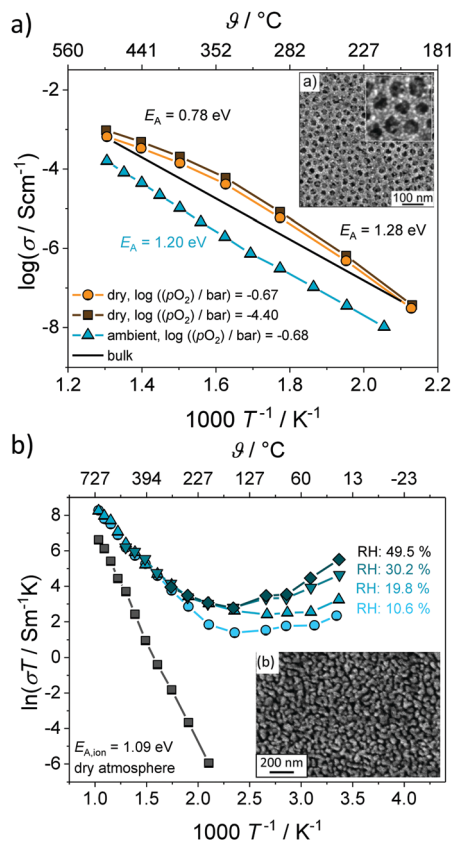 a)
ϑ / °C
560 441 352 282 227 181
a)
100 nm
E_A = 0.78 eV
E_A = 1.28 eV
E_A = 1.20 eV
log(σ / Scm⁻¹)
-2
-4
-6
-8
dry, log ((pO₂) / bar) = -0.67
dry, log ((pO₂) / bar) = -4.40
ambient, log ((pO₂) / bar) = -0.68
bulk
1.2 1.4 1.6 1.8 2.0 2.2
1000 T⁻¹ / K⁻¹
b)
ϑ / °C
727 394 227 127 60 13 -23
ln(σT / Sm⁻¹K)
8
6
4
2
0
-2
-4
-6
RH: 49.5 %
RH: 30.2 %
RH: 19.8 %
RH: 10.6 %
(b)
200 nm
E_A,ion = 1.09 eV
dry atmosphere
1.0 1.5 2.0 2.5 3.0 3.5 4.0
1000 T⁻¹ / K⁻¹